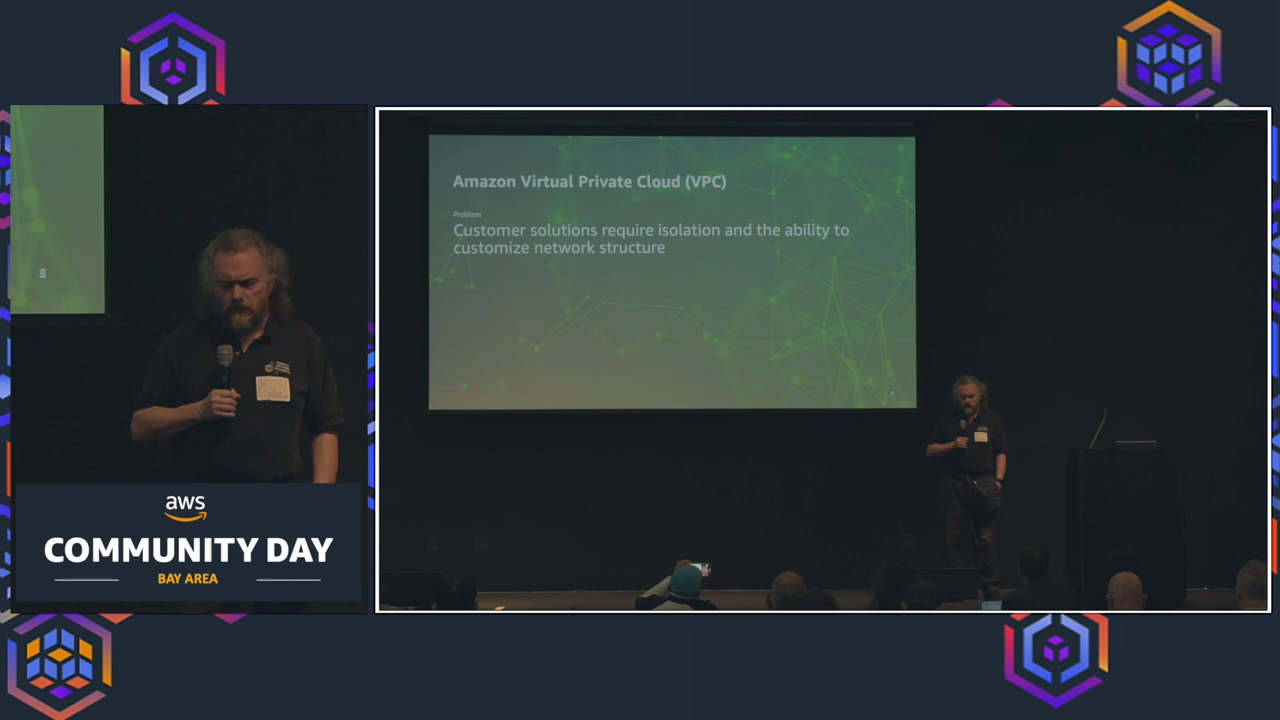 8
aws
COMMUNITY DAY
BAY AREA
Amazon Virtual Private Cloud (VPC)
Problem
Customer solutions require isolation and the ability to
customize network structure
8